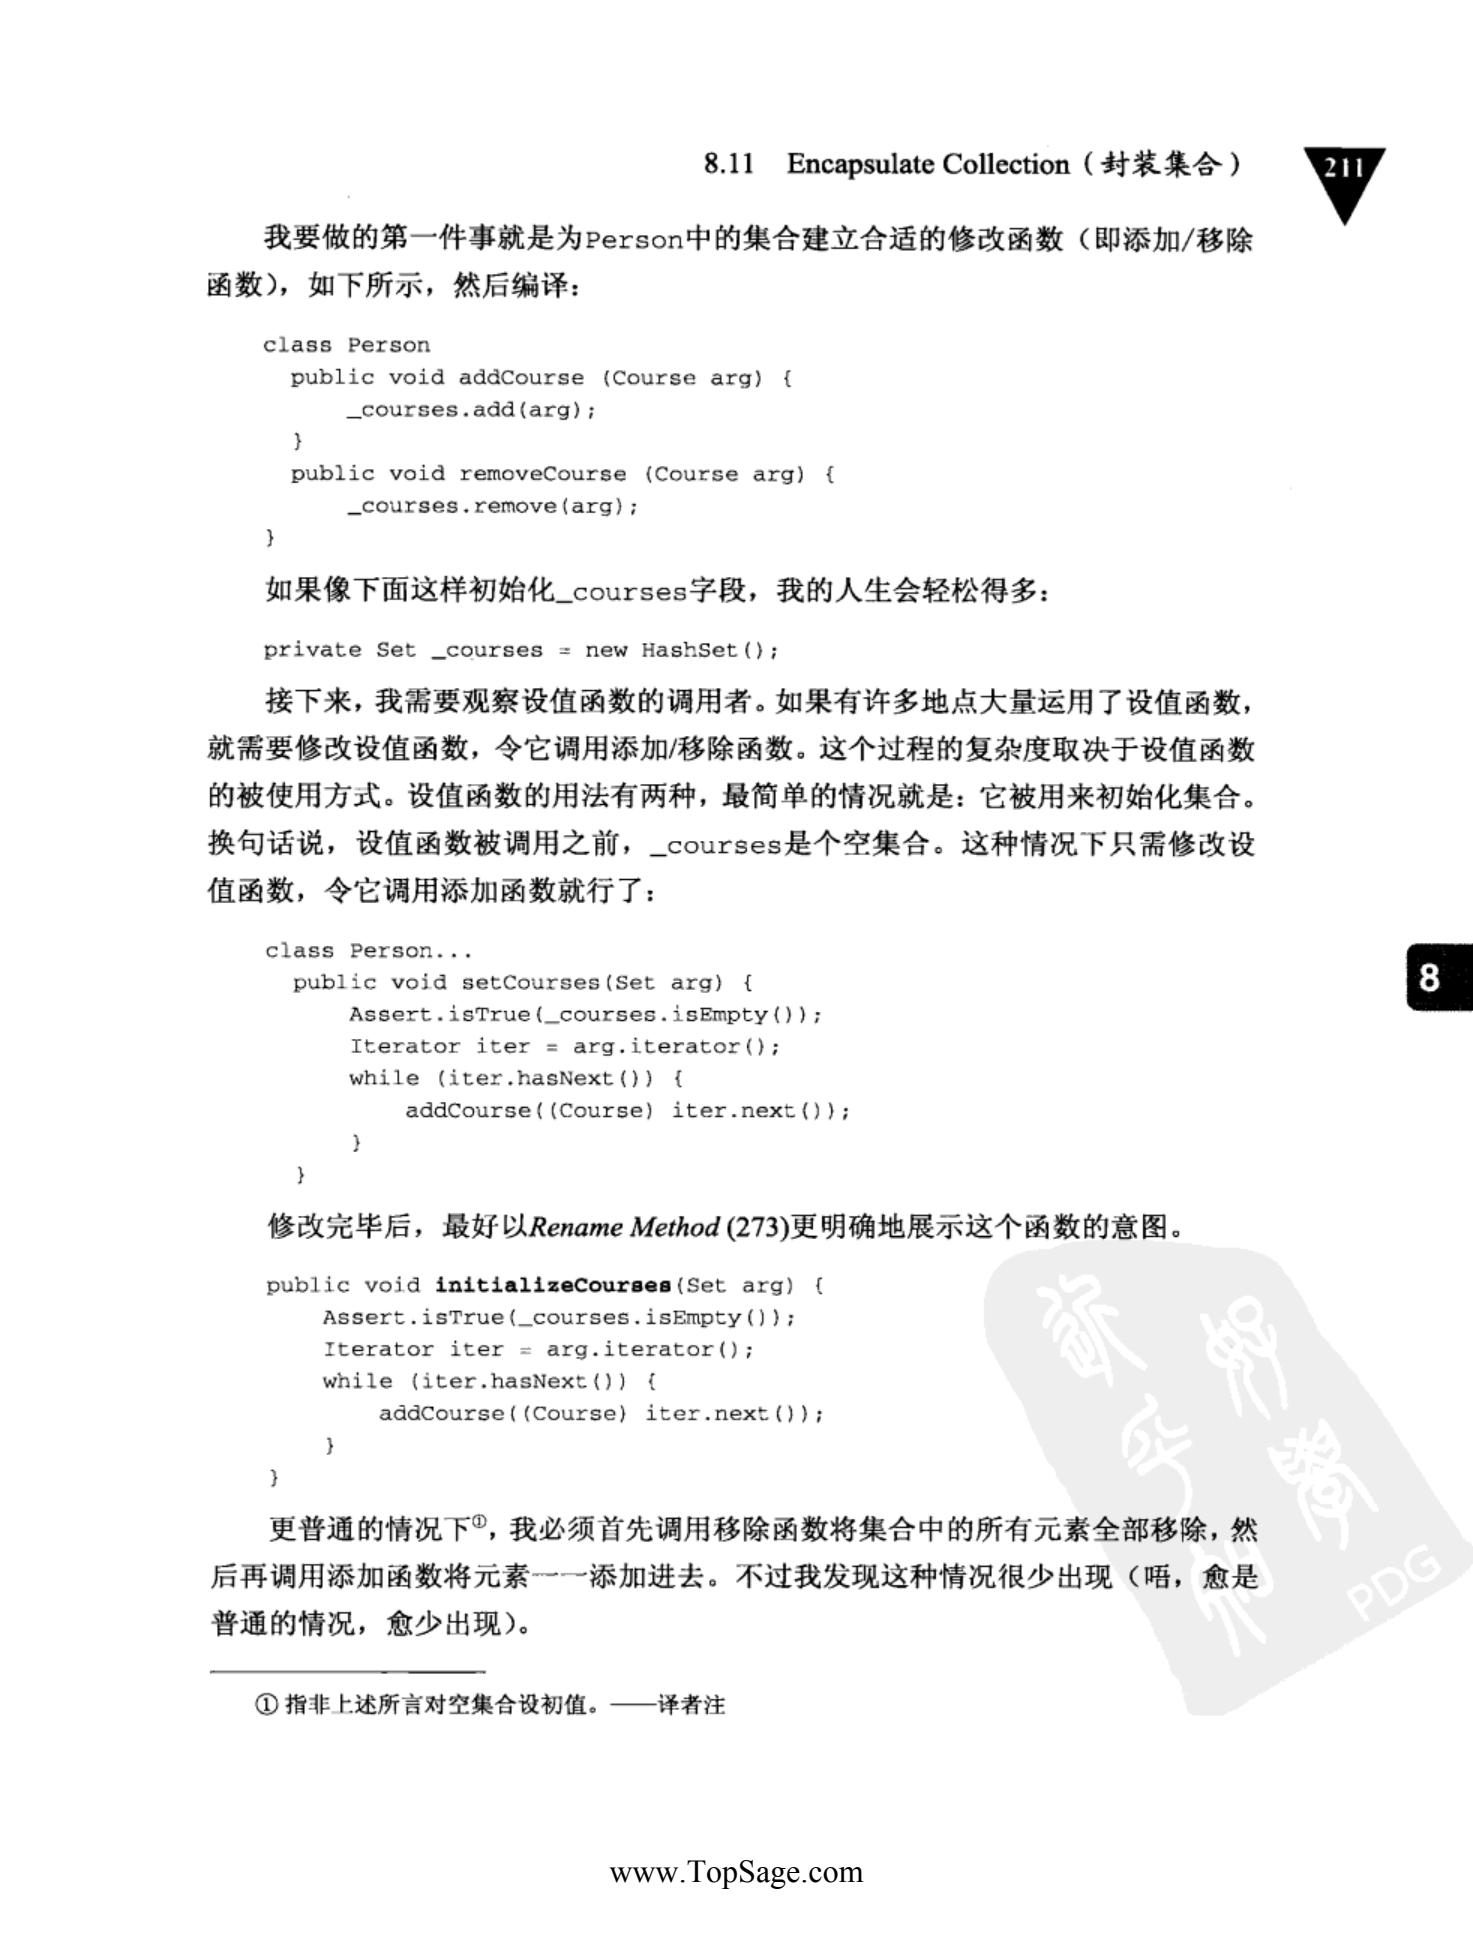 8.11 Encapsulate Collection（封装集合）
211
我要做的第一件事就是为Person中的集合建立合适的修改函数（即添加/移除
函数），如下所示，然后编译：
class Person
public void addCourse (Course arg) {
_courses.add(arg);
}
public void removeCourse (Course arg) {
_courses.remove(arg);
}
如果像下面这样初始化_courses字段，我的人生会轻松得多：
private Set _courses = new HashSet();
接下来，我需要观察设值函数的调用者。如果有许多地点大量运用了设值函数，
就需要修改设值函数，令它调用添加/移除函数。这个过程的复杂度取决于设值函数
的被使用方式。设值函数的用法有两种，最简单的情况就是：它被用来初始化集合。
换句话说，设值函数被调用之前，_courses是个空集合。这种情况下只需修改设
值函数，令它调用添加函数就行了：
class Person...
public void setCourses(Set arg) {
Assert.isTrue(_courses.isEmpty());
Iterator iter = arg.iterator();
while (iter.hasNext()) {
addCourse((Course) iter.next());
}
}
8
修改完毕后，最好以Rename Method (273)更明确地展示这个函数的意图。
public void initializeCourses(Set arg) {
Assert.isTrue(_courses.isEmpty());
Iterator iter = arg.iterator();
while (iter.hasNext()) {
addCourse((Course) iter.next());
}
}
更普通的情况下①，我必须首先调用移除函数将集合中的所有元素全部移除，然
后再调用添加函数将元素一一添加进去。不过我发现这种情况很少出现（唔，愈是
普通的情况，愈少出现）。
PDG
① 指非上述所言对空集合设初值。——译者注
www.TopSage.com